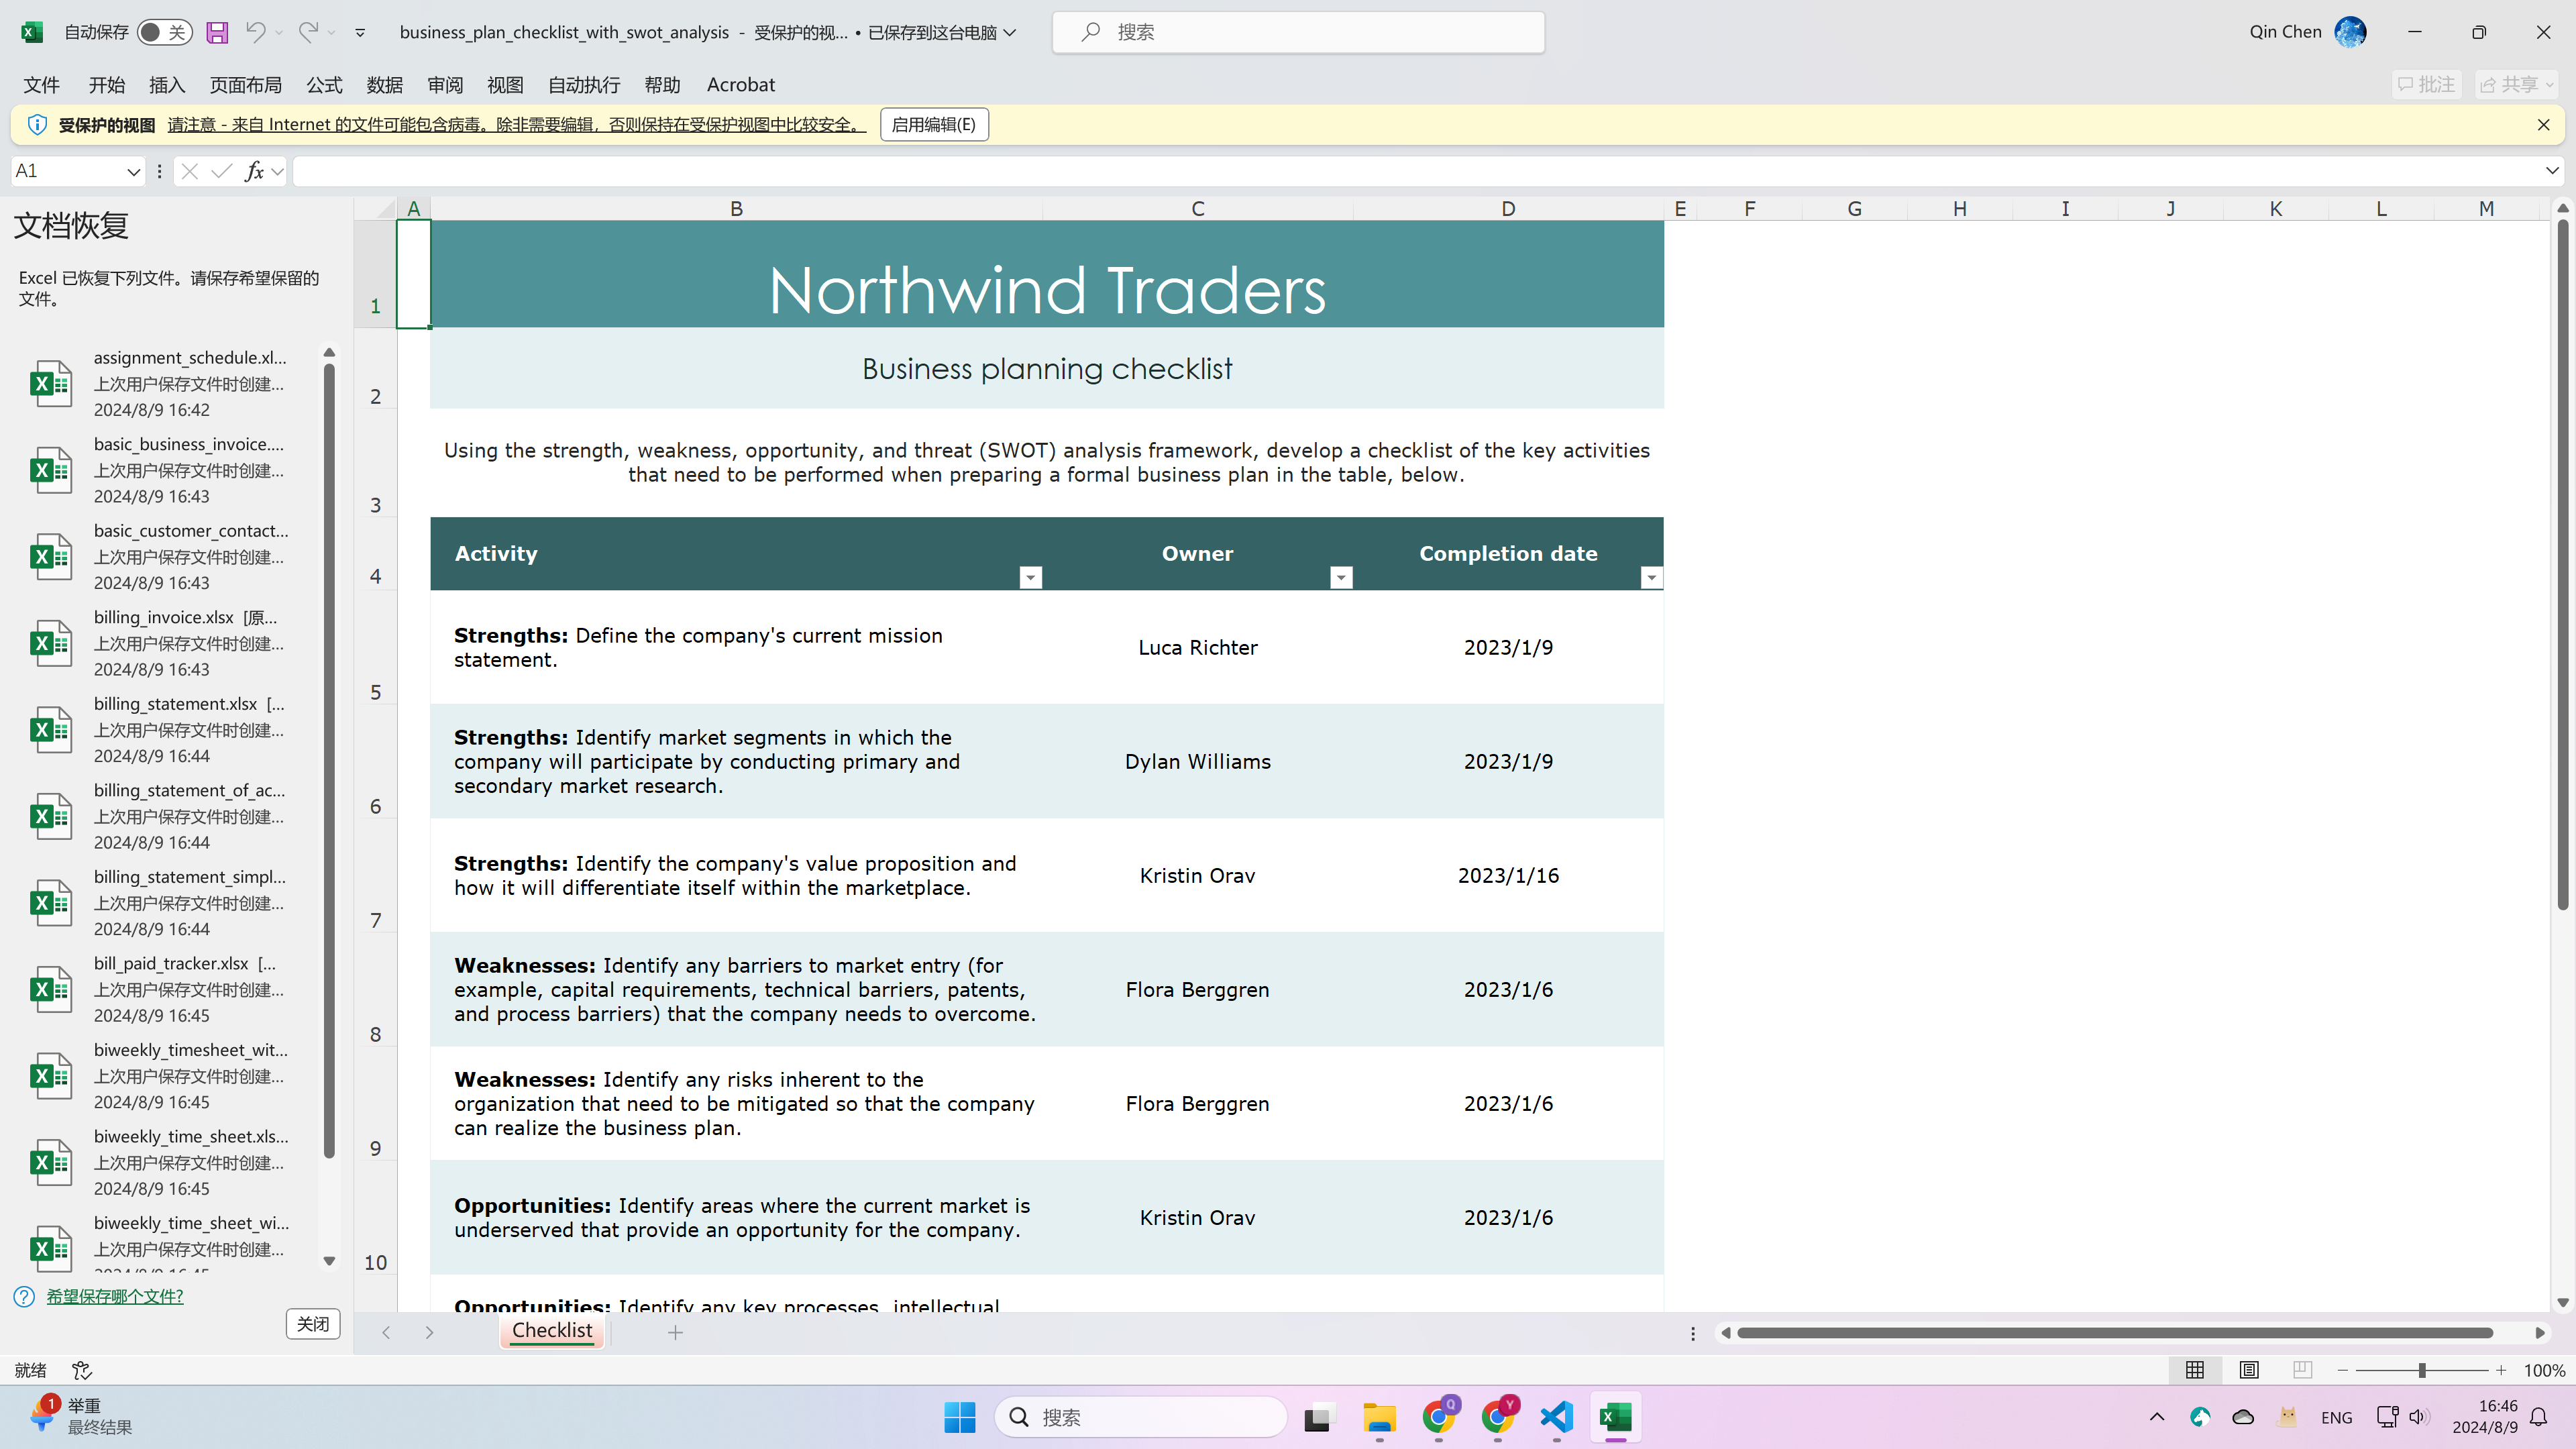 自动保存 关 business_plan_checklist_with_swot_analysis - 受保护的视... • 已保存到这台电脑 搜索 Qin Chen
文件 开始 插入 页面布局 公式 数据 审阅 视图 自动执行 帮助 Acrobat 批注 共享
受保护的视图 请注意 - 来自 Internet 的文件可能包含病毒。除非需要编辑，否则保持在受保护视图中比较安全。 启用编辑(E)
A1 fx
文档恢复
Excel 已恢复下列文件。请保存希望保留的
文件。
assignment_schedule.xl...
上次用户保存文件时创建...
2024/8/9 16:42
basic_business_invoice....
上次用户保存文件时创建...
2024/8/9 16:43
basic_customer_contact...
上次用户保存文件时创建...
2024/8/9 16:43
billing_invoice.xlsx [原...
上次用户保存文件时创建...
2024/8/9 16:43
billing_statement.xlsx [...
上次用户保存文件时创建...
2024/8/9 16:44
billing_statement_of_ac...
上次用户保存文件时创建...
2024/8/9 16:44
billing_statement_simpl...
上次用户保存文件时创建...
2024/8/9 16:44
bill_paid_tracker.xlsx [...
上次用户保存文件时创建...
2024/8/9 16:45
biweekly_timesheet_wit...
上次用户保存文件时创建...
2024/8/9 16:45
biweekly_time_sheet.xls...
上次用户保存文件时创建...
2024/8/9 16:45
biweekly_time_sheet_wi...
上次用户保存文件时创建...
2024/8/9 16:45
希望保存哪个文件?
关闭
A B C D E F G H I J K L M
1 Northwind Traders
2 Business planning checklist
Using the strength, weakness, opportunity, and threat (SWOT) analysis framework, develop a checklist of the key activities
that need to be performed when preparing a formal business plan in the table, below.
3
4 Activity Owner Completion date
Strengths: Define the company's current mission
statement.
Luca Richter 2023/1/9
5
Strengths: Identify market segments in which the
company will participate by conducting primary and
secondary market research.
Dylan Williams 2023/1/9
6
Strengths: Identify the company's value proposition and
how it will differentiate itself within the marketplace.
Kristin Orav 2023/1/16
7
Weaknesses: Identify any barriers to market entry (for
example, capital requirements, technical barriers, patents,
and process barriers) that the company needs to overcome.
Flora Berggren 2023/1/6
8
Weaknesses: Identify any risks inherent to the
organization that need to be mitigated so that the company
can realize the business plan.
Flora Berggren 2023/1/6
9
Opportunities: Identify areas where the current market is
underserved that provide an opportunity for the company.
Kristin Orav 2023/1/6
10
Opportunities: Identify any key processes, intellectual
Checklist
就绪 100%
1 举重
最终结果
搜索
Q Y
ENG
16:46
2024/8/9